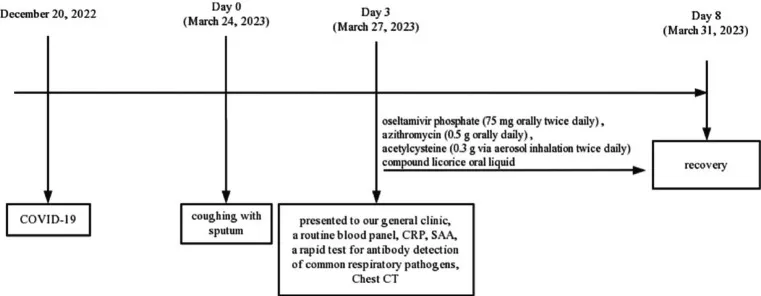 December 20, 2022
Day 0
(March 24, 2023)
Day 3
(March 27, 2023)
Day 8
(March 31, 2023)
oseltamivir phosphate (75 mg orally twice daily) ,
azithromycin (0.5 g orally daily) ,
acetylcysteine (0.3 g via aerosol inhalation twice daily)
compound licorice oral liquid
recovery
COVID-19
coughing with
sputum
presented to our general clinic,
a routine blood panel, CRP, SAA,
a rapid test for antibody detection
of common respiratory pathogens,
Chest CT